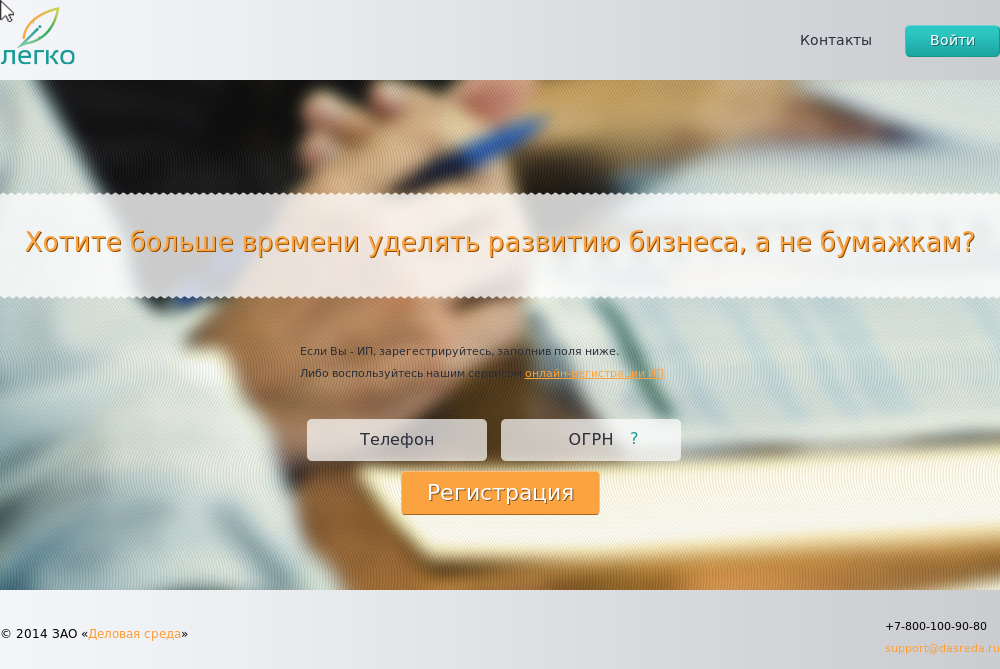 легко
Контакты
Войти
Хотите больше времени уделять развитию бизнеса, а не бумажкам?
Если Вы - ИП, зарегестрируйтесь, заполнив поля ниже.
Либо воспользуйтесь нашим сервисом онлайн-регистрации ИП
Телефон
ОГРН ?
Регистрация
© 2014 ЗАО «Деловая среда»
+7-800-100-90-80
support@dasreda.ru